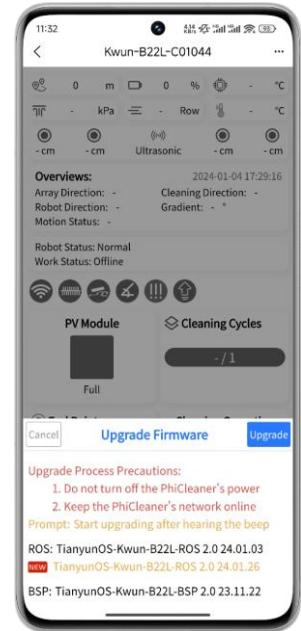 11:32
Kwun-B22L-C01044
0 m 0 % - °C
- kPa - Row - °C
- cm - cm Ultrasonic - cm - cm
Overviews: 2024-01-04 17:29:16
Array Direction: - Cleaning Direction: -
Robot Direction: - Gradient: - °
Motion Status: -
Robot Status: Normal
Work Status: Offline
PV Module Cleaning Cycles
- / 1
Full
Cancel Upgrade Firmware Upgrade
Upgrade Process Precautions:
1. Do not turn off the PhiCleaner's power
2. Keep the PhiCleaner's network online
Prompt: Start upgrading after hearing the beep
ROS: TianyunOS-Kwun-B22L-ROS 2.0 24.01.03
NEW TianyunOS-Kwun-B22L-ROS 2.0 24.01.26
BSP: TianyunOS-Kwun-B22L-BSP 2.0 23.11.22